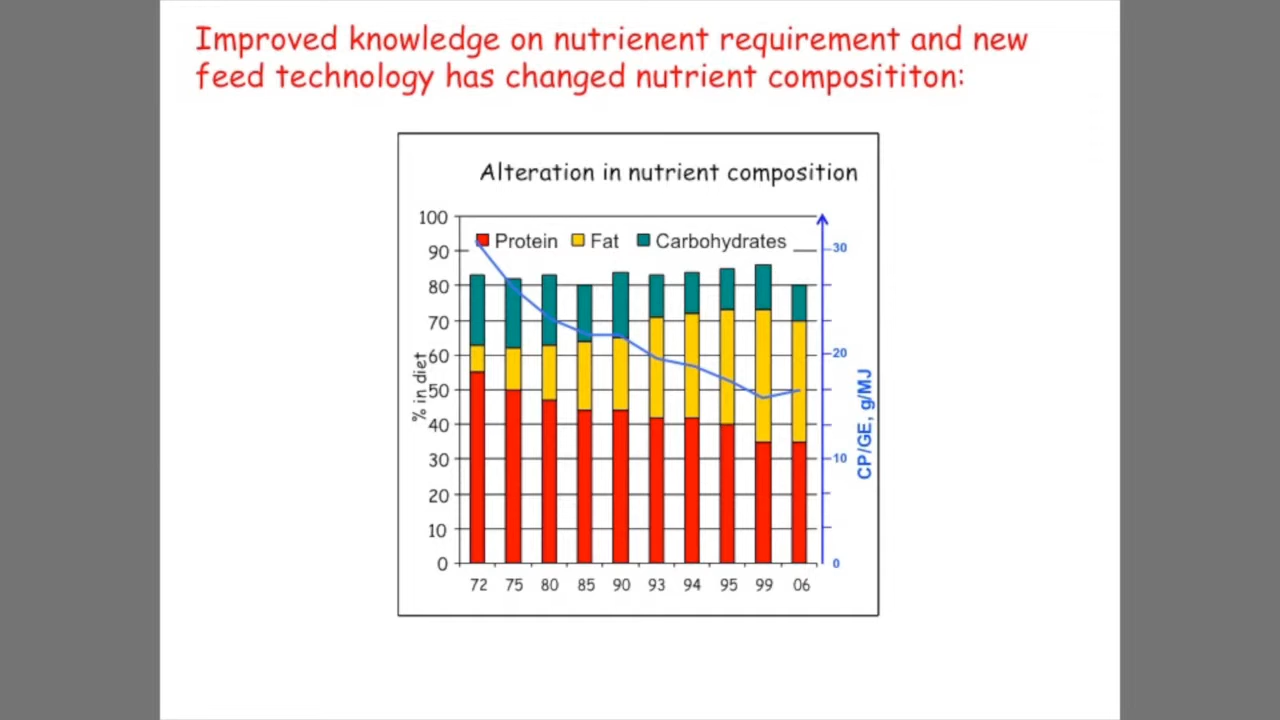 Improved knowledge on nutrienent requirement and new
feed technology has changed nutrient composititon:
Alteration in nutrient composition
Protein Fat Carbohydrates
100
90
80
70
60
50
40
30
20
10
0
% in diet
30
20
10
0
CP/GE, g/MJ
72 75 80 85 90 93 94 95 99 06